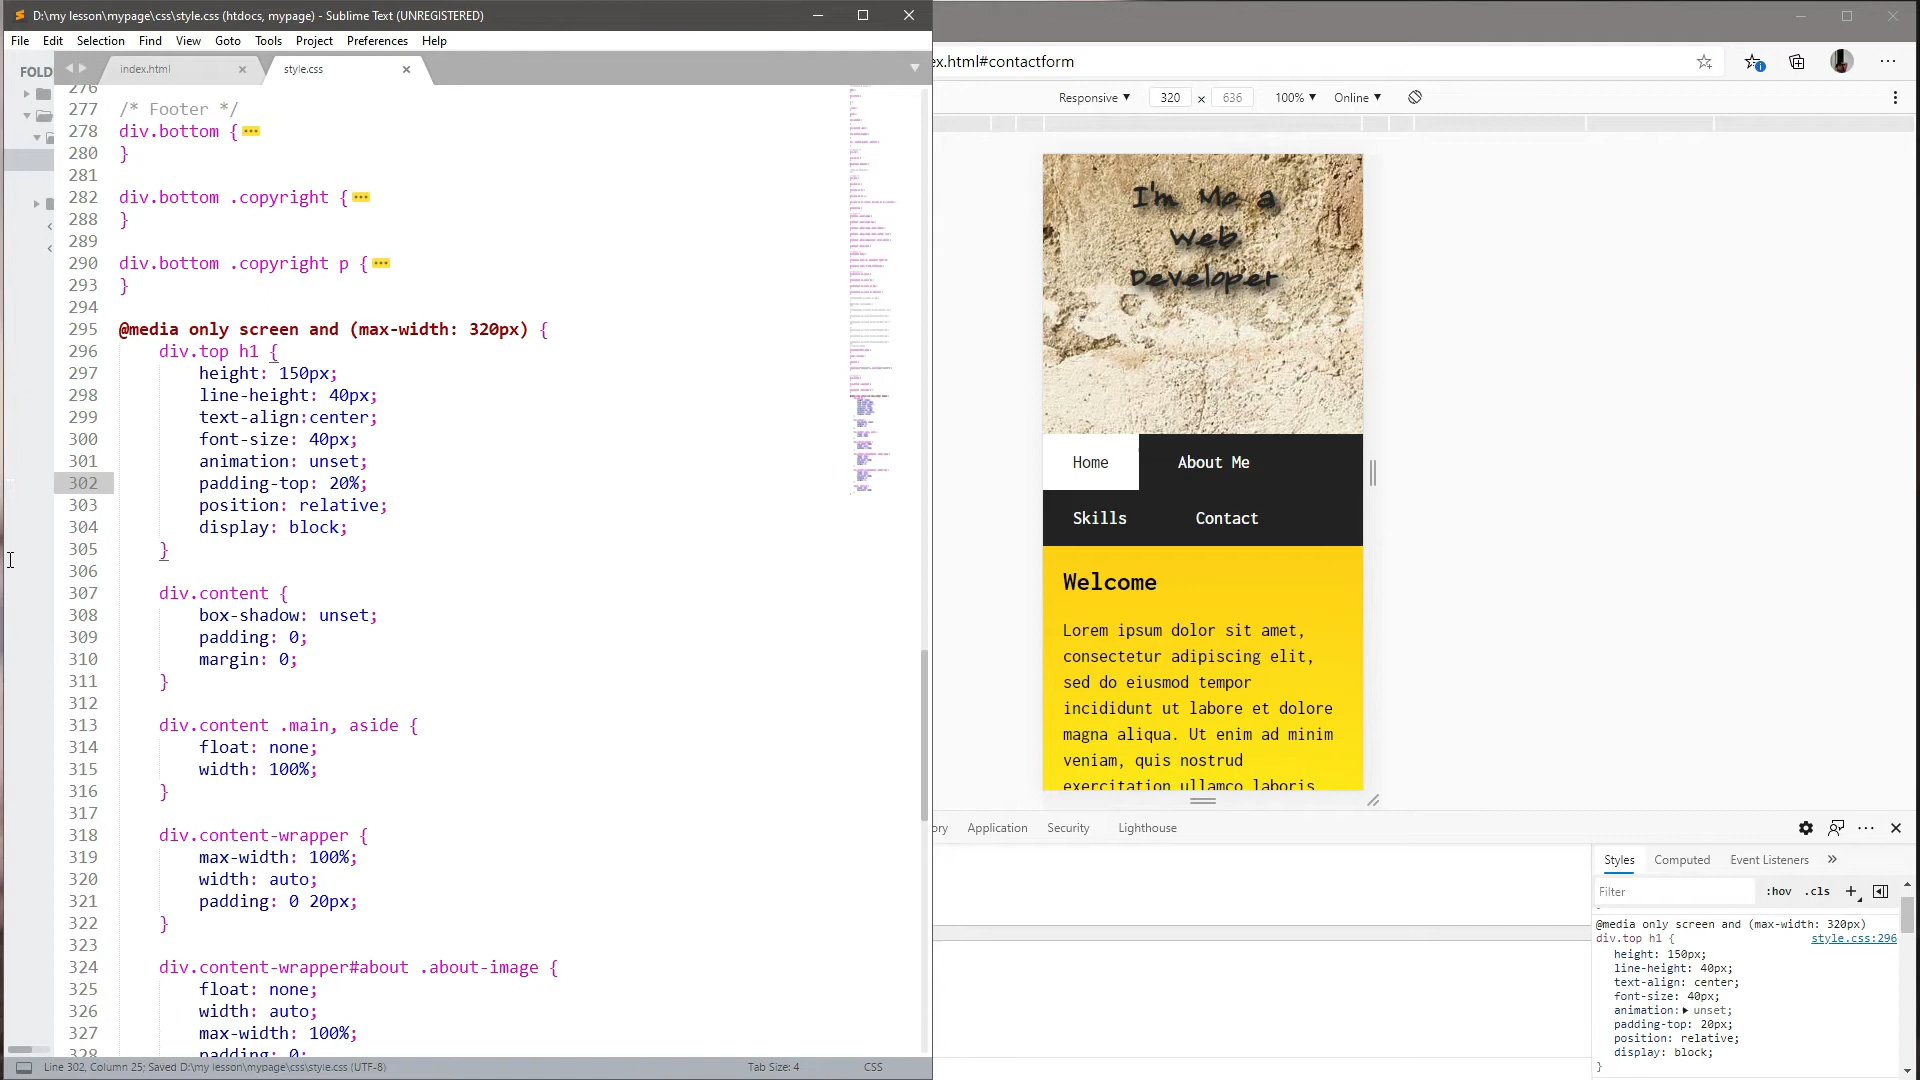 D:\my lesson\mypage\css\style.css (htdocs, mypage) - Sublime Text (UNREGISTERED)
File Edit Selection Find View Goto Tools Project Preferences Help
FOLD
index.html
style.css
276
277 /* Footer */
278 div.bottom {
280 }
281
282 div.bottom .copyright {
288 }
289
290 div.bottom .copyright p {
293 }
294
295 @media only screen and (max-width: 320px) {
296 div.top h1 {
297 height: 150px;
298 line-height: 40px;
299 text-align:center;
300 font-size: 40px;
301 animation: unset;
302 padding-top: 20%;
303 position: relative;
304 display: block;
305 }
306
307 div.content {
308 box-shadow: unset;
309 padding: 0;
310 margin: 0;
311 }
312
313 div.content .main, aside {
314 float: none;
315 width: 100%;
316 }
317
318 div.content-wrapper {
319 max-width: 100%;
320 width: auto;
321 padding: 0 20px;
322 }
323
324 div.content-wrapper#about .about-image {
325 float: none;
326 width: auto;
327 max-width: 100%;
328 padding: 0;
Line 302, Column 25; Saved D:\my lesson\mypage\css\style.css (UTF-8)
Tab Size: 4
CSS
ex.html#contactform
Responsive 320 x 636 100% Online
I'm Me a
Web
Developer
Home About Me
Skills Contact
Welcome
Lorem ipsum dolor sit amet,
consectetur adipiscing elit,
sed do eiusmod tempor
incididunt ut labore et dolore
magna aliqua. Ut enim ad minim
veniam, quis nostrud
exercitation ullamco laboris
ory Application Security Lighthouse
Styles Computed Event Listeners »
Filter :hov .cls +
@media only screen and (max-width: 320px)
div.top h1 { style.css:296
height: 150px;
line-height: 40px;
text-align: center;
font-size: 40px;
animation: unset;
padding-top: 20px;
position: relative;
display: block;
}